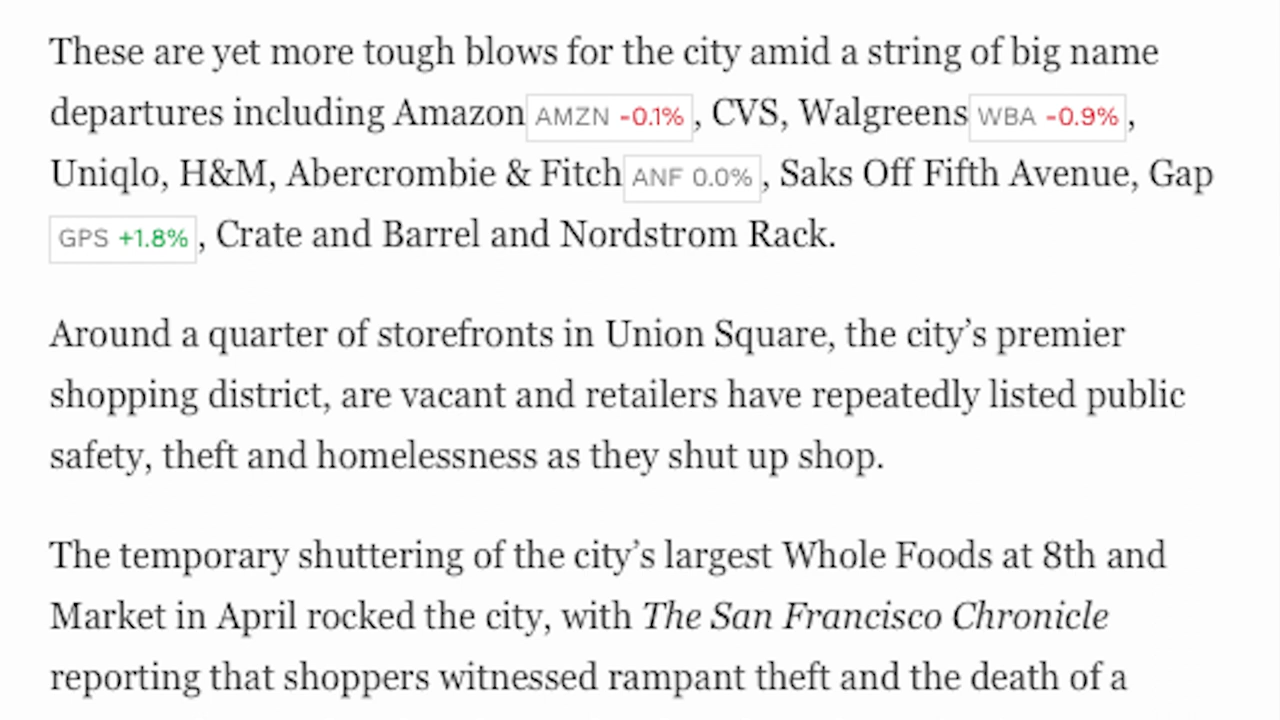 These are yet more tough blows for the city amid a string of big name
departures including Amazon AMZN -0.1% , CVS, Walgreens WBA -0.9% ,
Uniqlo, H&M, Abercrombie & Fitch ANF 0.0% , Saks Off Fifth Avenue, Gap
GPS +1.8% , Crate and Barrel and Nordstrom Rack.
Around a quarter of storefronts in Union Square, the city’s premier
shopping district, are vacant and retailers have repeatedly listed public
safety, theft and homelessness as they shut up shop.
The temporary shuttering of the city’s largest Whole Foods at 8th and
Market in April rocked the city, with The San Francisco Chronicle
reporting that shoppers witnessed rampant theft and the death of a